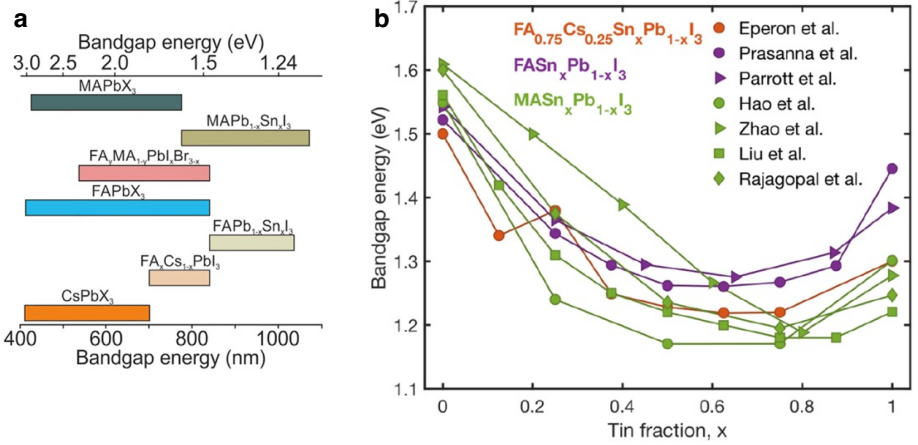 a
Bandgap energy (eV)
3.0 2.5 2.0 1.5 1.24
MAPbX₃
MAPb₁₋ₓSnₓI₃
FAᵧMA₁₋ᵧPbIₓBr₃₋ₓ
FAPbX₃
FAPb₁₋ₓSnₓI₃
FAₓCs₁₋ₓPbI₃
CsPbX₃
400 600 800 1000
Bandgap energy (nm)
b
Bandgap energy (eV)
1.7
1.6
1.5
1.4
1.3
1.2
1.1
FA₀.₇₅Cs₀.₂₅SnₓPb₁₋ₓI₃
FASnₓPb₁₋ₓI₃
MASnₓPb₁₋ₓI₃
Eperon et al.
Prasanna et al.
Parrott et al.
Hao et al.
Zhao et al.
Liu et al.
Rajagopal et al.
0 0.2 0.4 0.6 0.8 1
Tin fraction, x